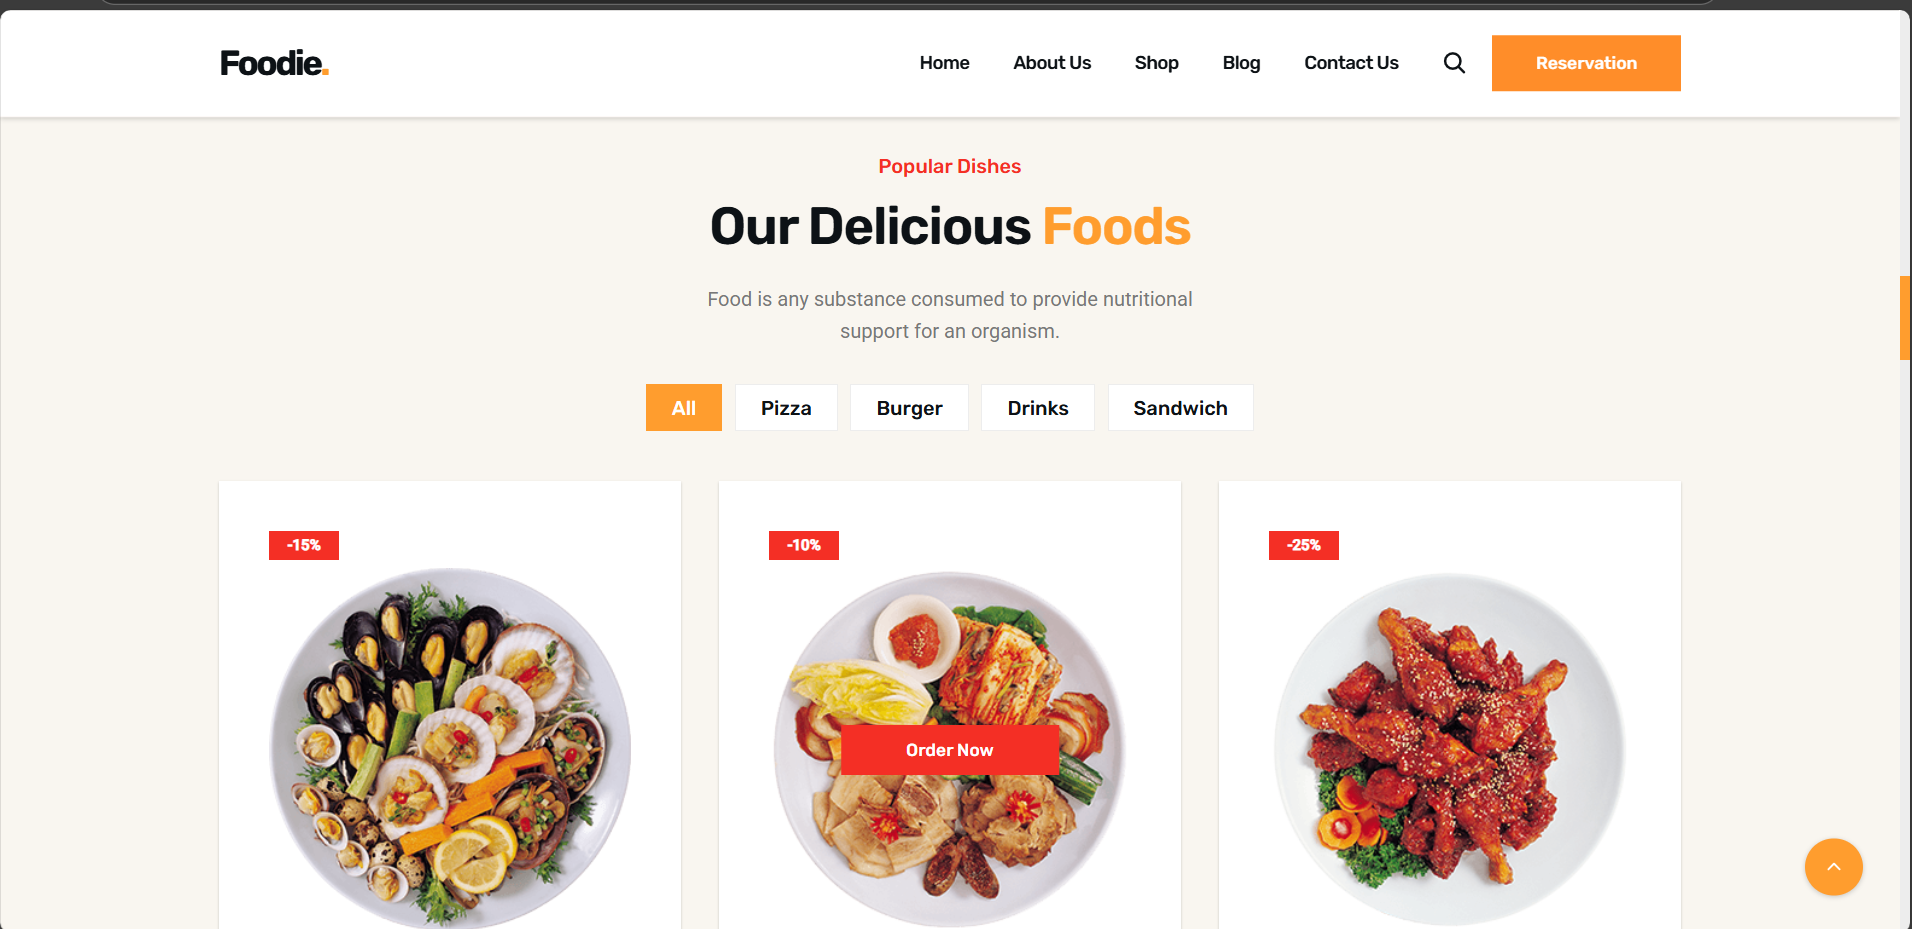 Foodie.
Home About Us Shop Blog Contact Us Reservation
Popular Dishes
Our Delicious Foods
Food is any substance consumed to provide nutritional
support for an organism.
All Pizza Burger Drinks Sandwich
-15% -10% -25%
Order Now